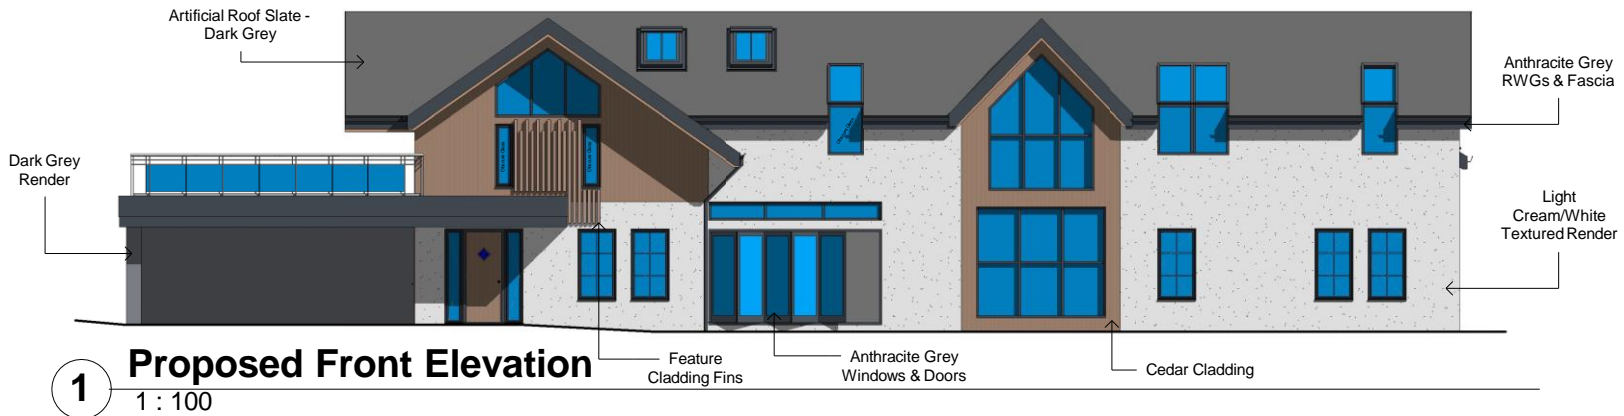 Artificial Roof Slate -
Dark Grey
Anthracite Grey
RWGs & Fascia
Dark Grey
Render
Light
Cream/White
Textured Render
Feature
Cladding Fins
Anthracite Grey
Windows & Doors
Cedar Cladding
1
Proposed Front Elevation
1 : 100